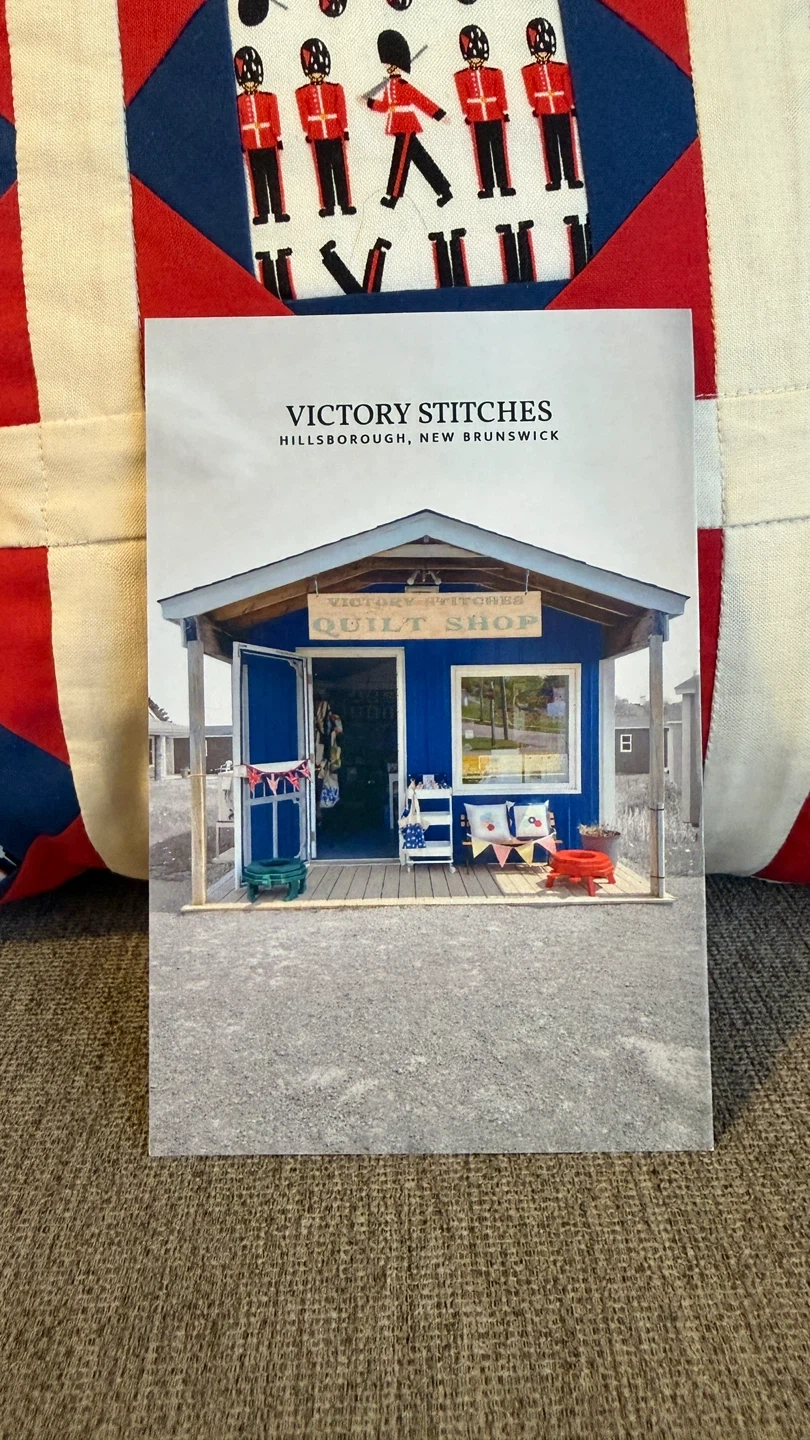 VICTORY STITCHES
HILLSBOROUGH, NEW BRUNSWICK
VICTORY STITCHES
QUILT SHOP